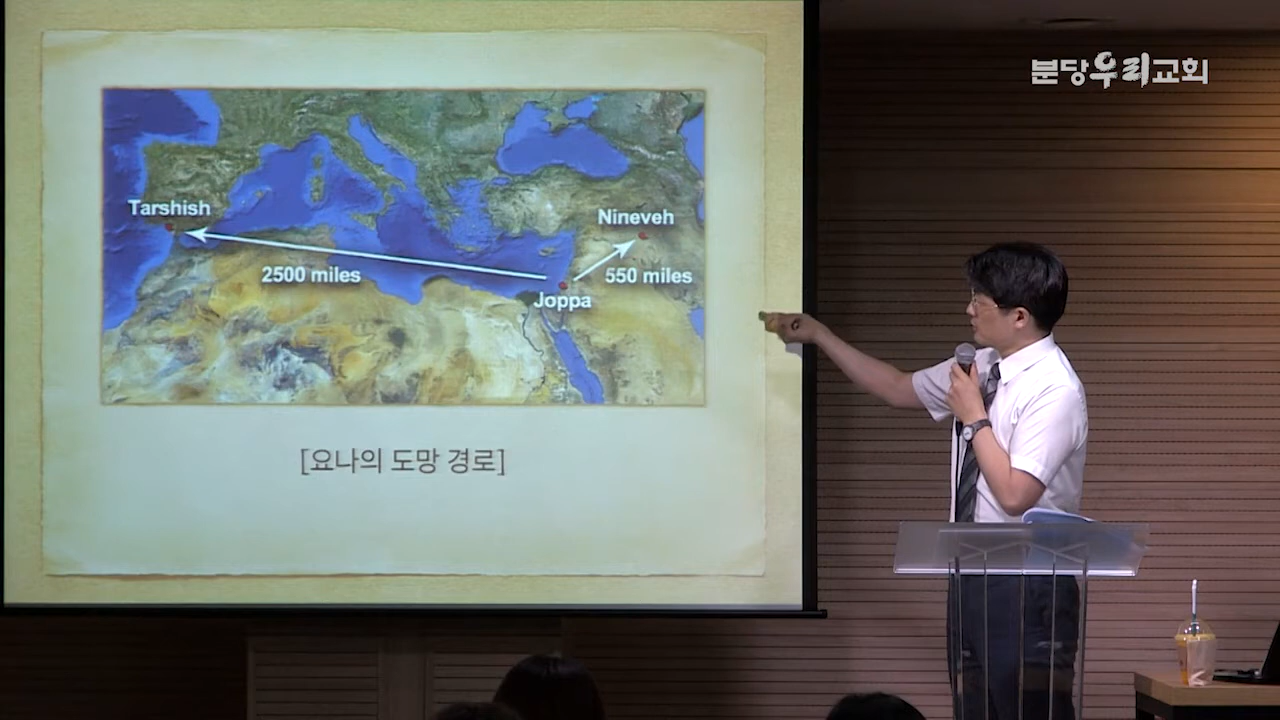 분당우리교회
Tarshish
Nineveh
2500 miles
550 miles
Joppa
[요나의 도망 경로]